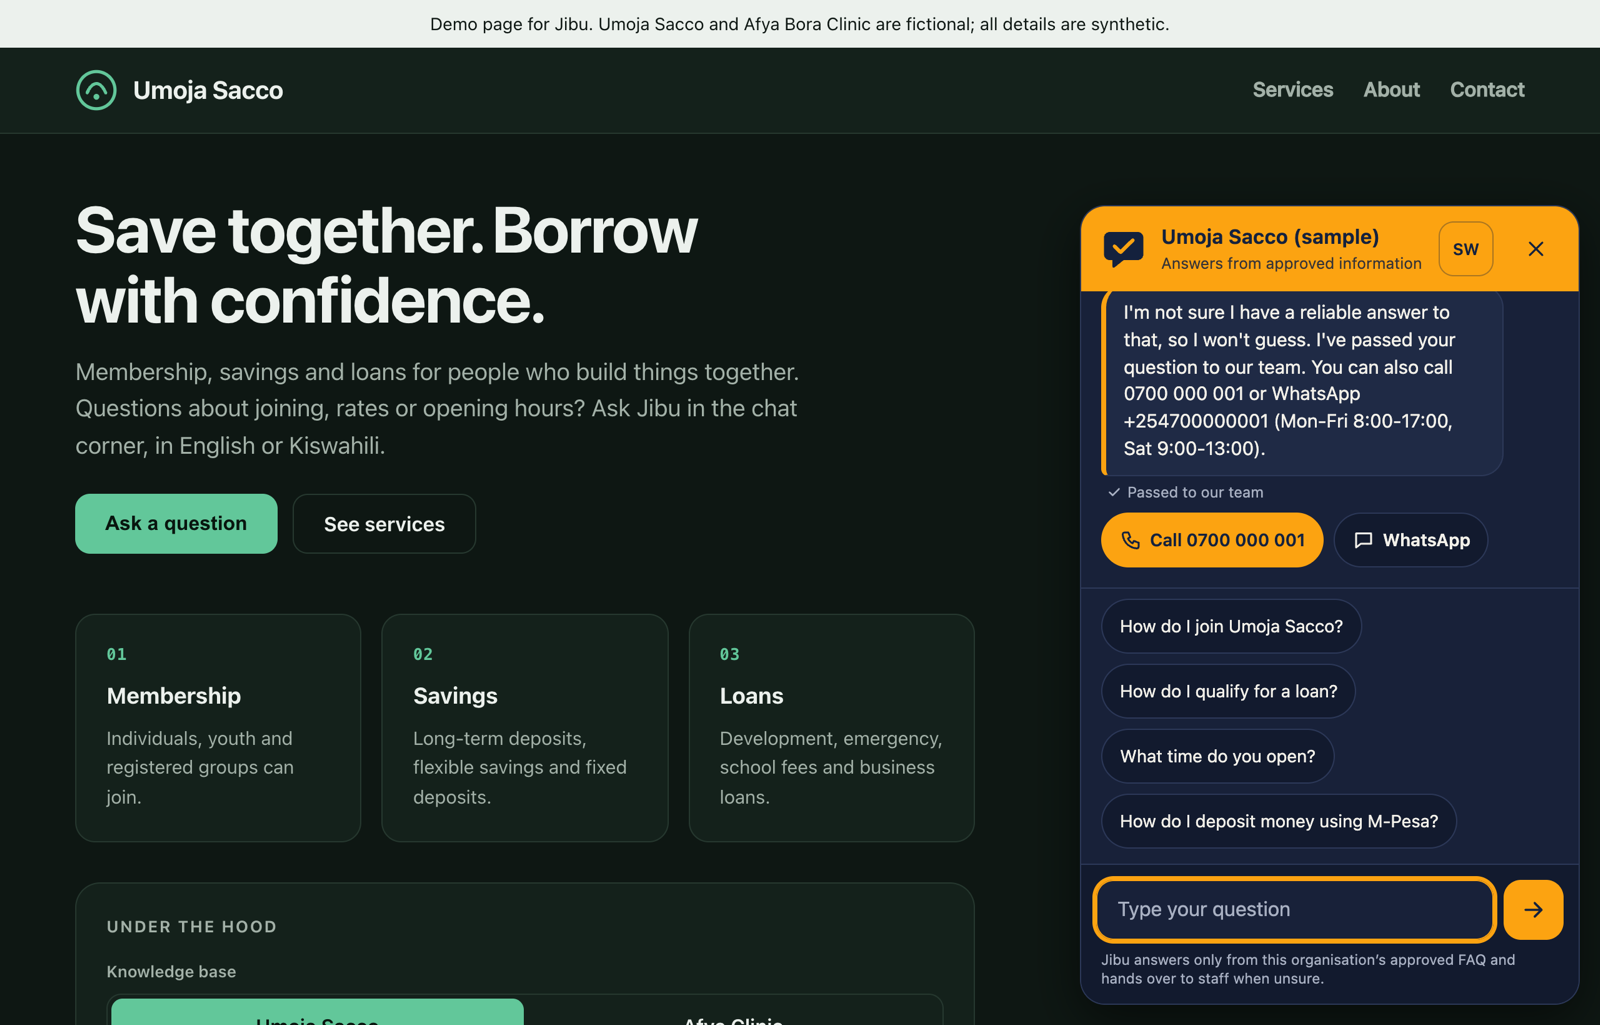 Demo page for Jibu. Umoja Sacco and Afya Bora Clinic are fictional; all details are synthetic.
Umoja Sacco
Services
About
Contact
Save together. Borrow
with confidence.
Membership, savings and loans for people who build things together.
Questions about joining, rates or opening hours? Ask Jibu in the chat
corner, in English or Kiswahili.
Ask a question
See services
01
Membership
Individuals, youth and
registered groups can
join.
02
Savings
Long-term deposits,
flexible savings and fixed
deposits.
03
Loans
Development, emergency,
school fees and business
loans.
UNDER THE HOOD
Knowledge base
Umoja Sacco
Afya Clinic
Umoja Sacco (sample)
Answers from approved information
SW
I'm not sure I have a reliable answer to
that, so I won't guess. I've passed your
question to our team. You can also call
0700 000 001 or WhatsApp
+254700000001 (Mon-Fri 8:00-17:00,
Sat 9:00-13:00).
Passed to our team
Call 0700 000 001
WhatsApp
How do I join Umoja Sacco?
How do I qualify for a loan?
What time do you open?
How do I deposit money using M-Pesa?
Type your question
Jibu answers only from this organisation's approved FAQ and
hands over to staff when unsure.